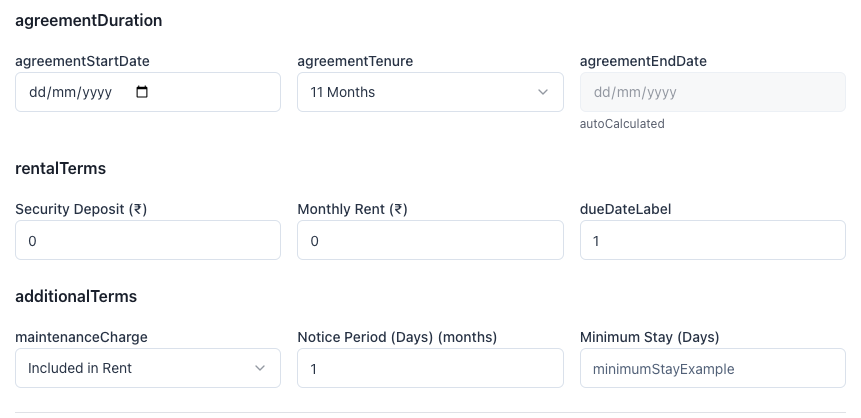 agreementDuration
agreementStartDate agreementTenure agreementEndDate
dd/mm/yyyy 11 Months dd/mm/yyyy
autoCalculated
rentalTerms
Security Deposit (₹) Monthly Rent (₹) dueDateLabel
0 0 1
additionalTerms
maintenanceCharge Notice Period (Days) (months) Minimum Stay (Days)
Included in Rent 1 minimumStayExample